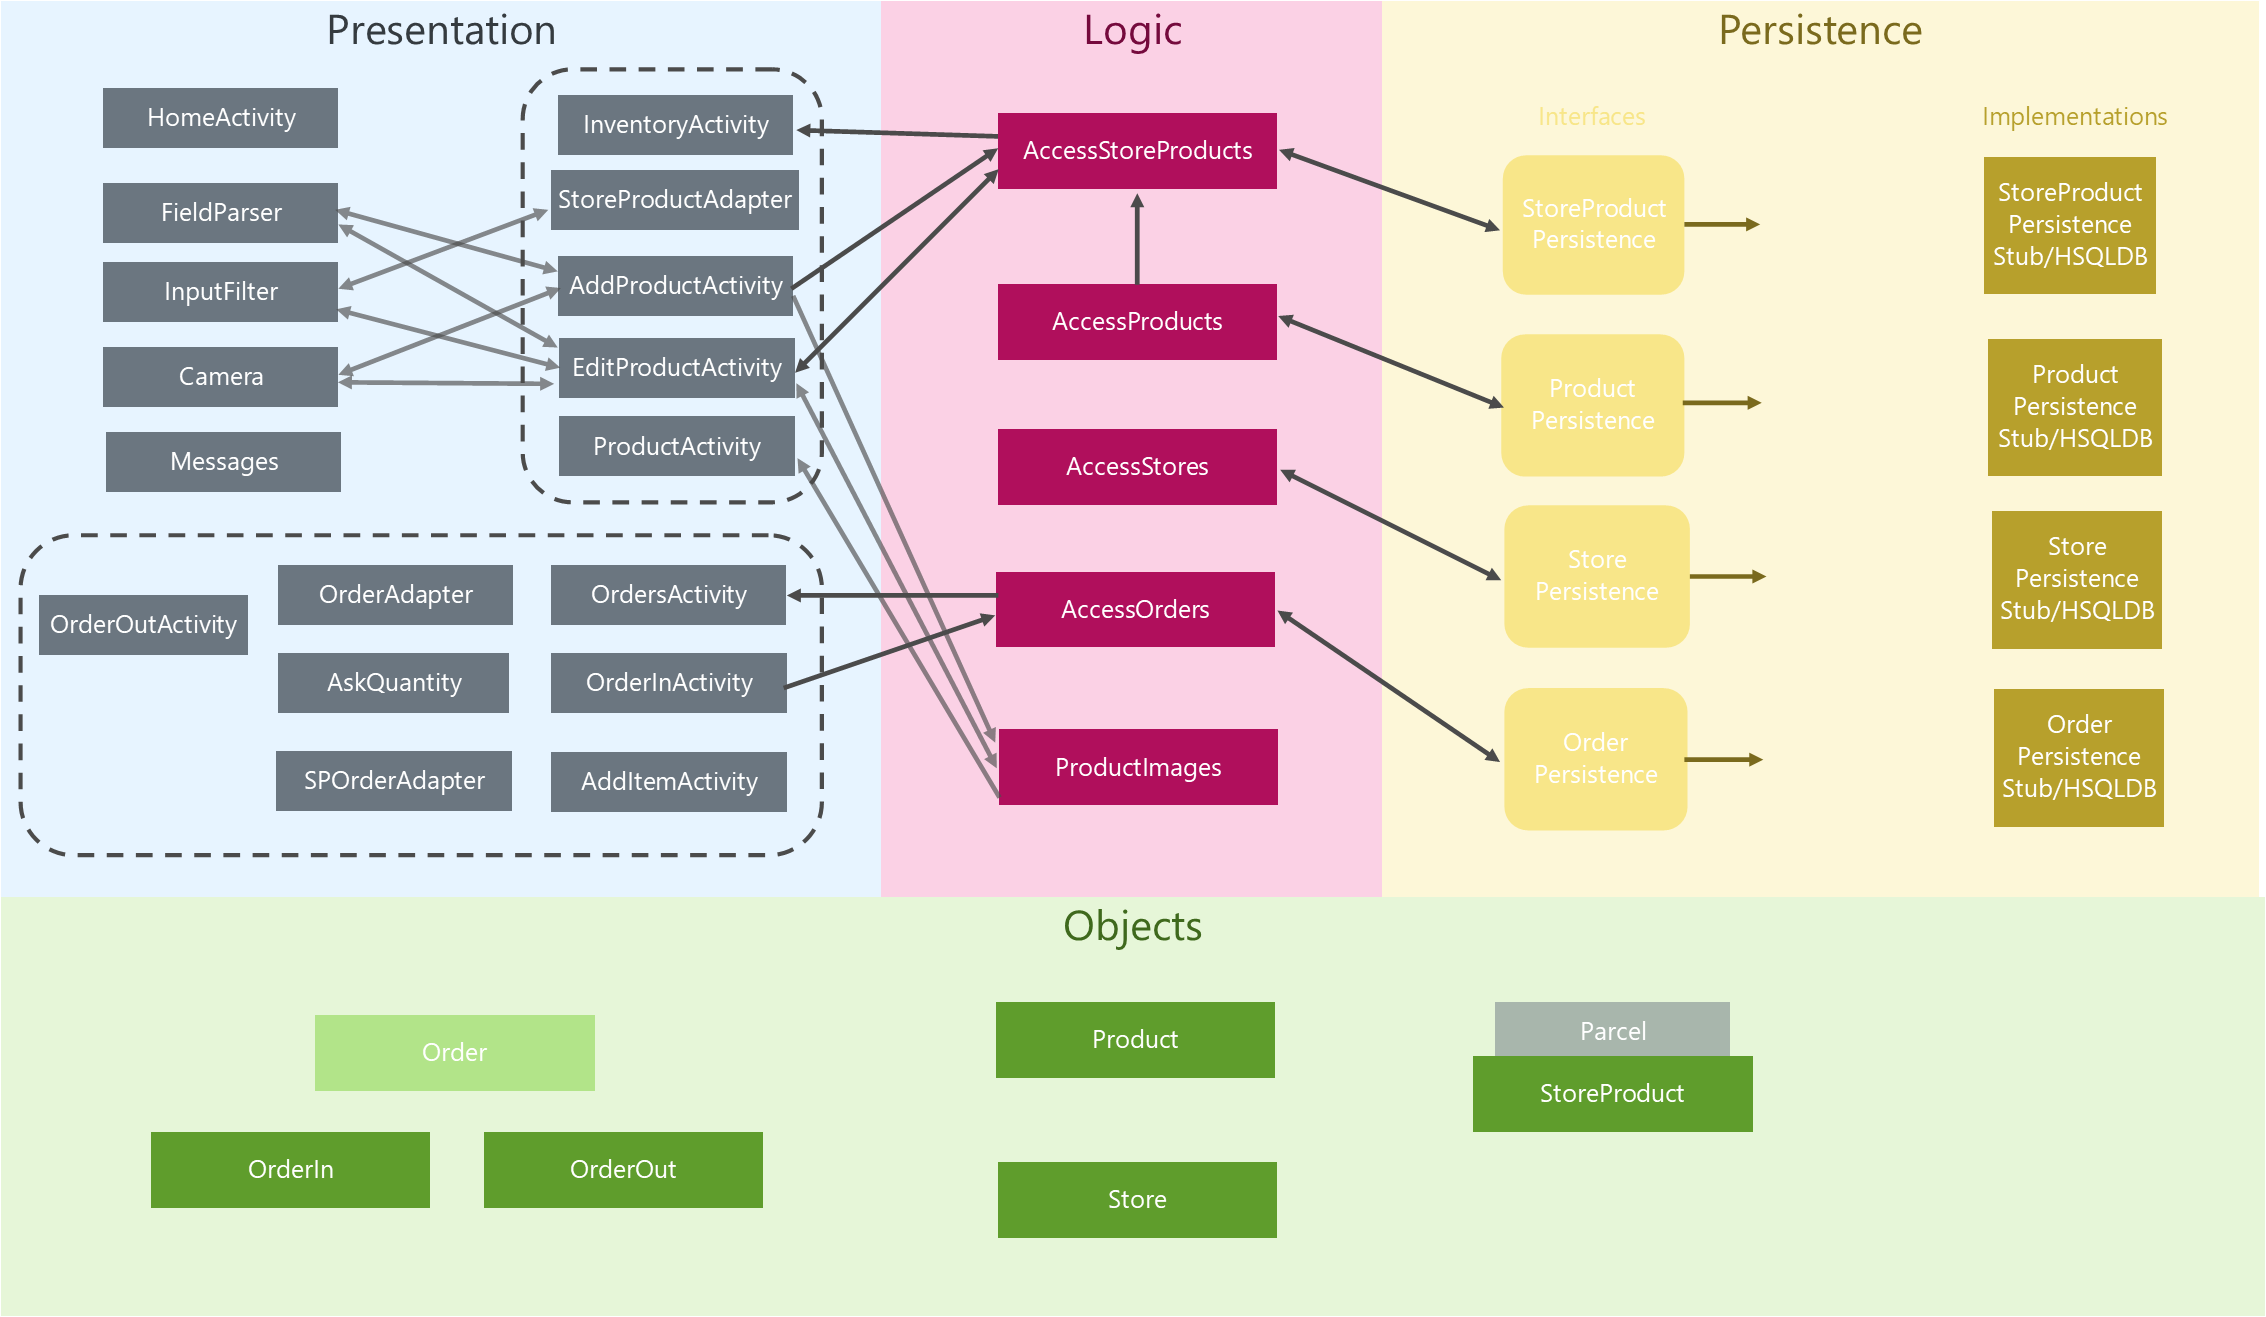 Presentation
HomeActivity
FieldParser
InputFilter
Camera
Messages
InventoryActivity
StoreProductAdapter
AddProductActivity
EditProductActivity
ProductActivity
OrderOutActivity
OrderAdapter
AskQuantity
SPOrderAdapter
OrdersActivity
OrderInActivity
AddItemActivity
Logic
AccessStoreProducts
AccessProducts
AccessStores
AccessOrders
ProductImages
Persistence
Interfaces
StoreProduct
Persistence
Product
Persistence
Store
Persistence
Order
Persistence
Implementations
StoreProduct
Persistence
Stub/HSQLDB
Product
Persistence
Stub/HSQLDB
Store
Persistence
Stub/HSQLDB
Order
Persistence
Stub/HSQLDB
Objects
Order
OrderIn
OrderOut
Product
Store
Parcel
StoreProduct